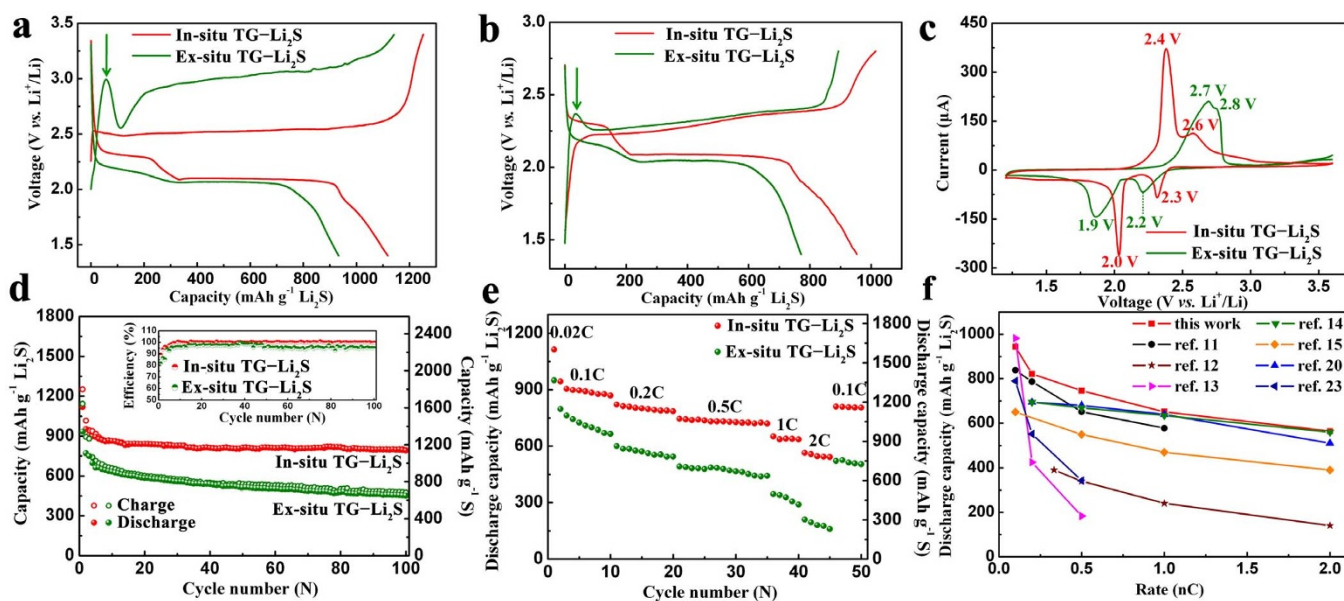 a
In-situ TG−Li2S
Ex-situ TG−Li2S
3.5
3.0
2.5
2.0
1.5
Voltage (V vs. Li+/Li)
0 200 400 600 800 1000 1200
Capacity (mAh g-1 Li2S)
b
In-situ TG−Li2S
Ex-situ TG−Li2S
3.1
2.8
2.5
2.2
1.9
1.6
1.3
Voltage (V vs. Li+/Li)
0 200 400 600 800 1000
Capacity (mAh g-1 Li2S)
c
450
300
150
0
-150
-300
Current (μA)
2.4 V
2.7 V
2.8 V
2.6 V
2.3 V
2.2 V
1.9 V
2.0 V
In-situ TG−Li2S
Ex-situ TG−Li2S
1.5 2.0 2.5 3.0 3.5
Voltage (V vs. Li+/Li)
d
1800
1500
1200
900
600
300
0
Capacity (mAh g-1 Li2S)
Efficiency (%)
100
90
80
70
60
50
In-situ TG−Li2S
Ex-situ TG−Li2S
0 20 40 60 80 100
Cycle number (N)
2400
2000
1600
1200
800
400
0
Capacity (mAh g-1 S)
In-situ TG−Li2S
Ex-situ TG−Li2S
Charge
Discharge
0 20 40 60 80 100
Cycle number (N)
e
1200
900
600
300
0
Discharge capacity (mAh g-1 Li2S)
In-situ TG−Li2S
Ex-situ TG−Li2S
0.02C
0.1C
0.2C
0.5C
1C
2C
0.1C
1800
1500
1200
900
600
300
0
Discharge capacity (mAh g-1 S)
0 10 20 30 40 50
Cycle number (N)
f
1000
800
600
400
200
0
Discharge capacity (mAh g-1 Li2S)
this work
ref. 11
ref. 12
ref. 13
ref. 14
ref. 15
ref. 20
ref. 23
0.0 0.5 1.0 1.5 2.0
Rate (nC)